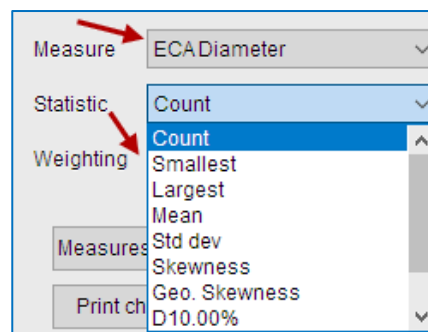 Measure ECA Diameter
Statistic Count
Count
Weighting
Smallest
Largest
Mean
Std dev
Measures
Skewness
Geo. Skewness
Print ch
D10.00%